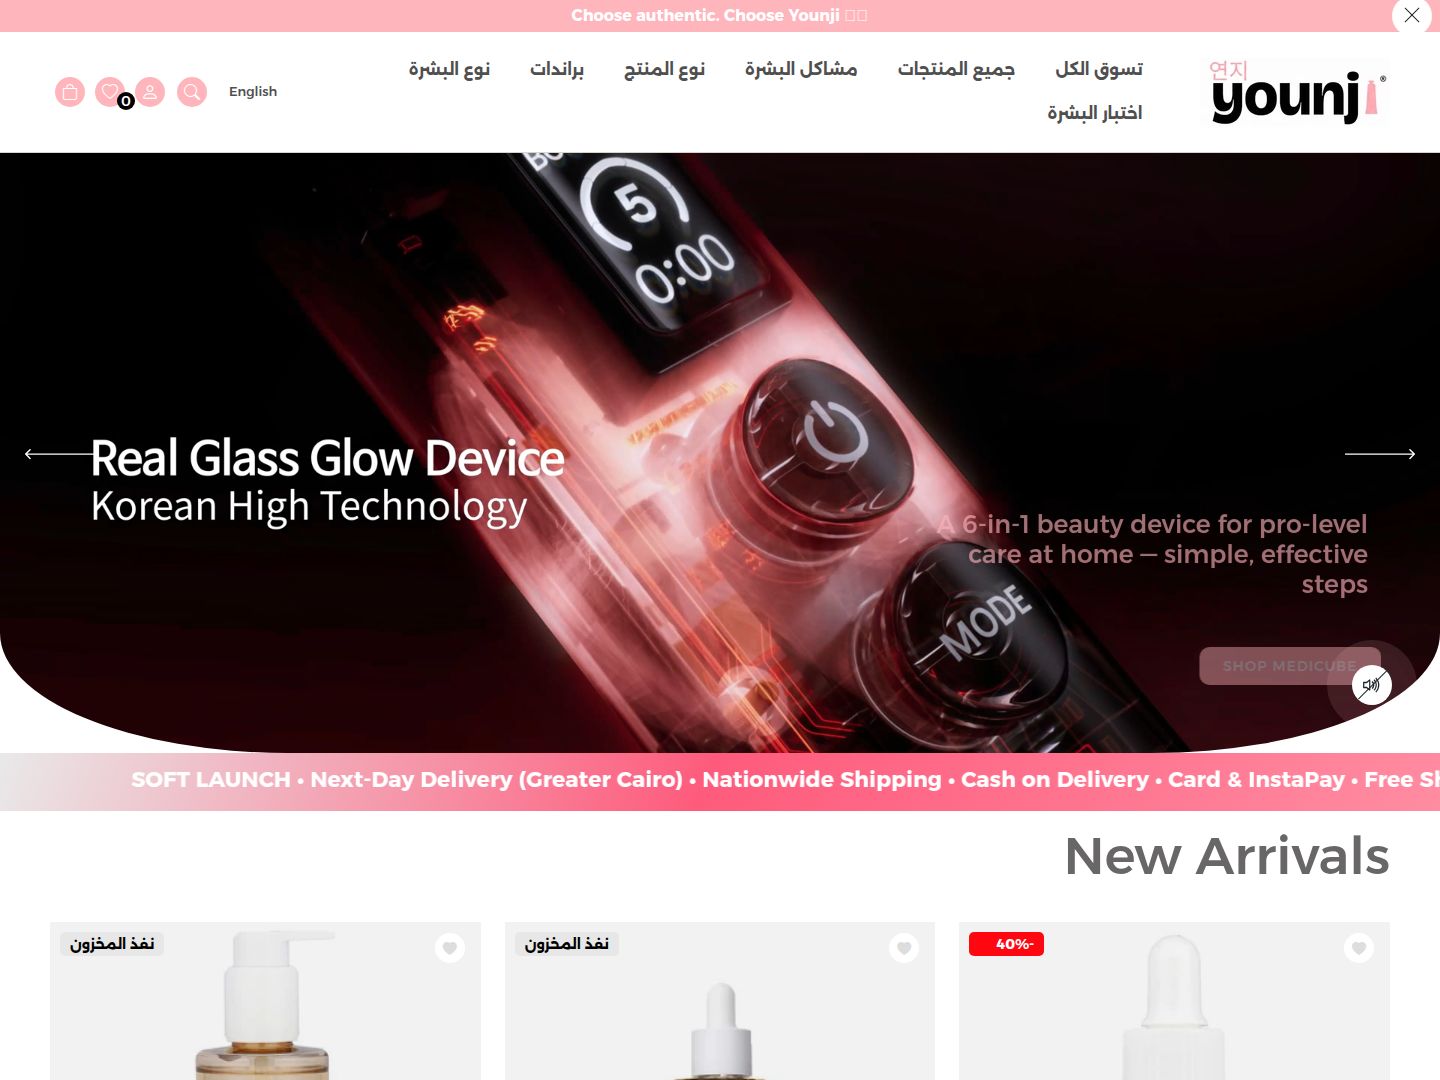 Choose authentic. Choose Younji
연지
younji®
تسوق الكل
جميع المنتجات
مشاكل البشرة
نوع المنتج
براندات
نوع البشرة
اختبار البشرة
English
0
5
0:00
MODE
Real Glass Glow Device
Korean High Technology
A 6-in-1 beauty device for pro-level
care at home — simple, effective
steps
SHOP MEDICUBE
SOFT LAUNCH • Next-Day Delivery (Greater Cairo) • Nationwide Shipping • Cash on Delivery • Card & InstaPay • Free
New Arrivals
40%-
نفذ المخزون
نفذ المخزون